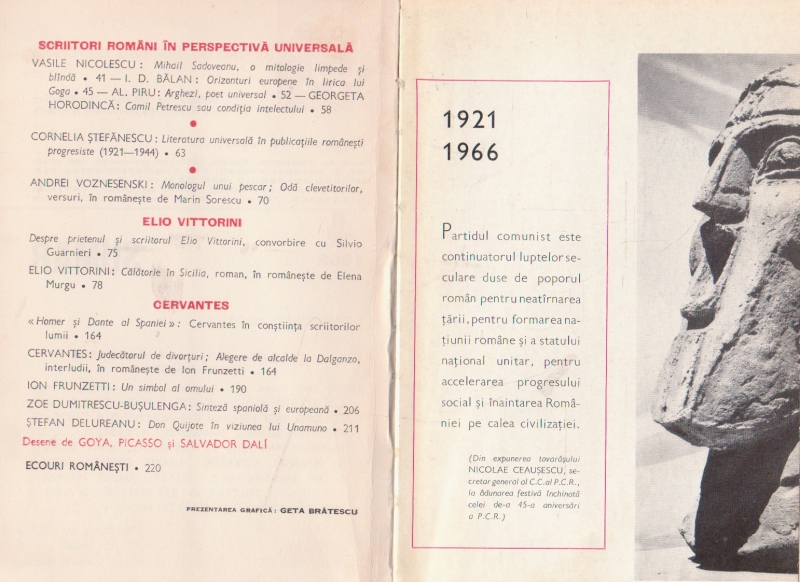 SCRIITORI ROMÂNI ÎN PERSPECTIVĂ UNIVERSALĂ
VASILE NICOLESCU: Mihail Sadoveanu, o mitologie limpede și
blîndă • 41 — I. D. BĂLAN: Orizonturi europene în lirica lui
Goga • 45 — AL. PIRU: Arghezi, poet universal • 52 — GEORGETA
HORODINCĂ: Camil Petrescu sau condiția intelectului • 58
•
CORNELIA ȘTEFĂNESCU: Literatura universală în publicațiile românești
progresiste (1921—1944) • 63
•
ANDREI VOZNESENSKI: Monologul unui pescar; Odă clevetitorilor,
versuri, în românește de Marin Sorescu • 70
ELIO VITTORINI
Despre prietenul și scriitorul Elio Vittorini, convorbire cu Silvio
Guarnieri • 75
ELIO VITTORINI: Călătorie în Sicilia, roman, în românește de Elena
Murgu • 78
CERVANTES
«Homer și Dante al Spaniei»: Cervantes în conștiința scriitorilor
lumii • 164
CERVANTES: Judecătorul de divorțuri; Alegere de alcalde la Dalganzo,
interludii, în românește de Ion Frunzetti • 164
ION FRUNZETTI: Un simbol al omului • 190
ZOE DUMITRESCU-BUȘULENGA: Sinteză spaniolă și europeană • 206
ȘTEFAN DELUREANU: Don Quijote în viziunea lui Unamuno • 211
Desene de GOYA, PICASSO și SALVADOR DALÍ
ECOURI ROMÂNEȘTI • 220
PREZENTAREA GRAFICĂ: GETA BRĂTESCU
1921
1966
Partidul comunist este
continuatorul luptelor se-
culare duse de poporul
român pentru neatîrnarea
țării, pentru formarea na-
țiunii române și a statului
național unitar, pentru
accelerarea progresului
social și înaintarea Româ-
niei pe calea civilizației.
(Din expunerea tovarășului
NICOLAE CEAUȘESCU, se-
cretar general al C.C. al P.C.R.,
la adunarea festivă închinată
celei de-a 45-a aniversări
a P.C.R.)